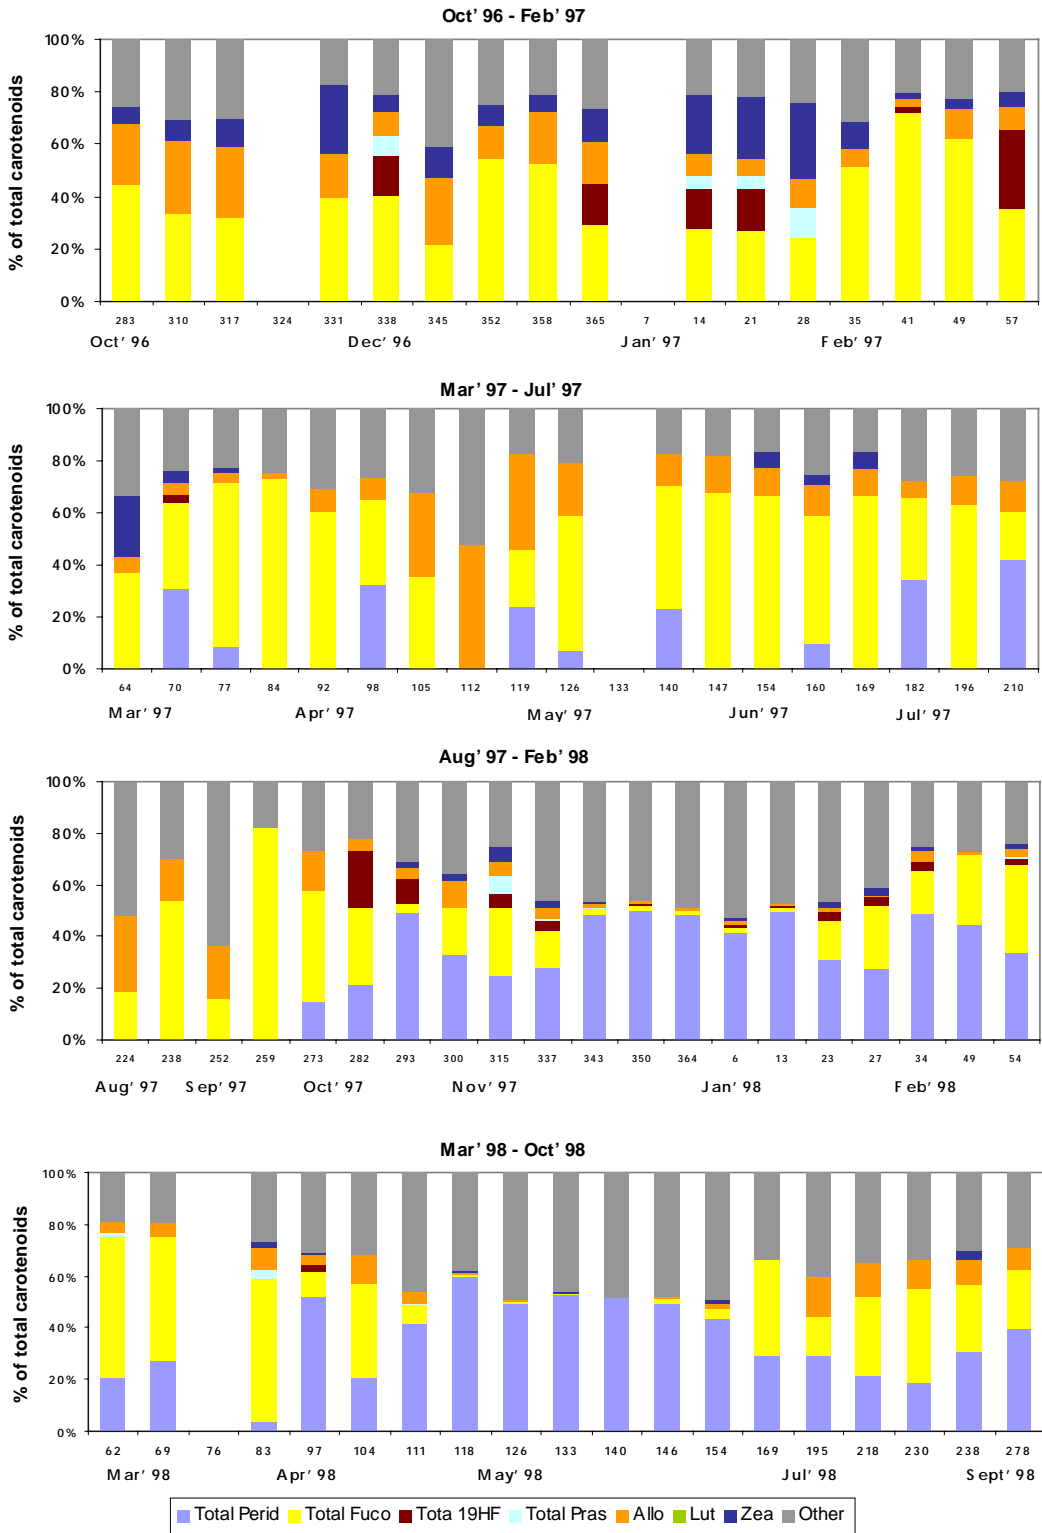 Oct' 96 - Feb' 97
% of total carotenoids
100%
80%
60%
40%
20%
0%
283 310 317 324 331 338 345 352 358 365 7 14 21 28 35 41 49 57
Oct' 96 Dec' 96 Jan' 97 Feb' 97
Mar' 97 - Jul' 97
% of total carotenoids
100%
80%
60%
40%
20%
0%
64 70 77 84 92 98 105 112 119 126 133 140 147 154 160 169 182 196 210
Mar' 97 Apr' 97 May' 97 Jun' 97 Jul' 97
Aug' 97 - Feb' 98
% of total carotenoids
100%
80%
60%
40%
20%
0%
224 238 252 259 273 282 293 300 315 337 343 350 364 6 13 23 27 34 49 54
Aug' 97 Sep' 97 Oct' 97 Nov' 97 Jan' 98 Feb' 98
Mar' 98 - Oct' 98
% of total carotenoids
100%
80%
60%
40%
20%
0%
62 69 76 83 97 104 111 118 126 133 140 146 154 169 195 218 230 238 278
Mar' 98 Apr' 98 May' 98 Jul' 98 Sept' 98
Total Perid Total Fuco Tota 19HF Total Pras Allo Lut Zea Other